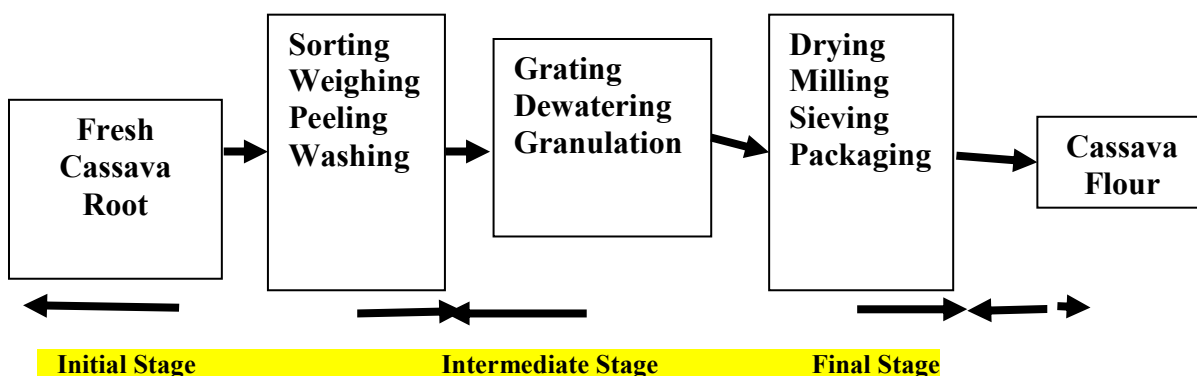 Fresh
Cassava
Root
Sorting
Weighing
Peeling
Washing
Grating
Dewatering
Granulation
Drying
Milling
Sieving
Packaging
Cassava
Flour
Initial Stage
Intermediate Stage
Final Stage